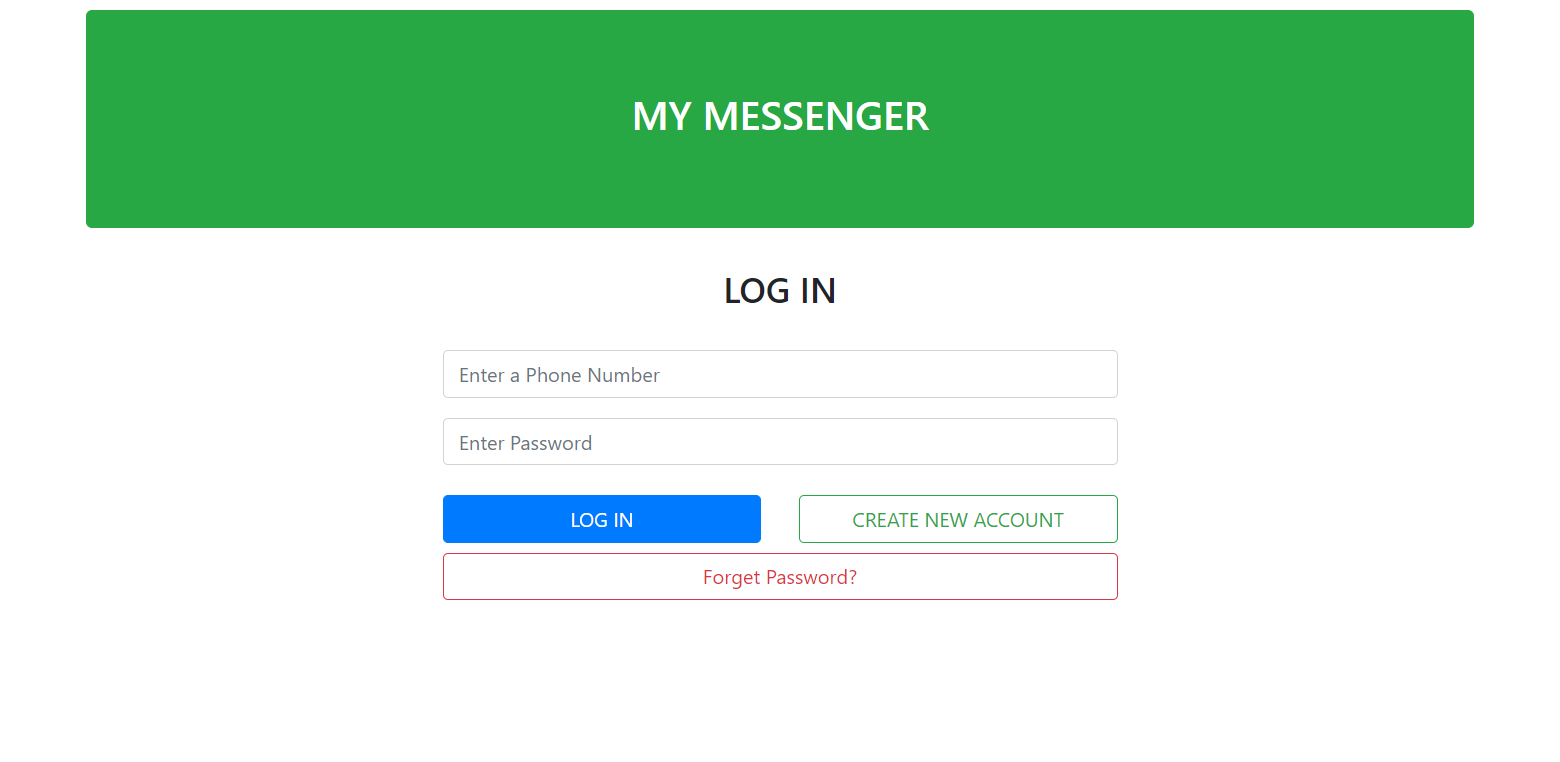 MY MESSENGER
LOG IN
Enter a Phone Number
Enter Password
LOG IN
CREATE NEW ACCOUNT
Forget Password?